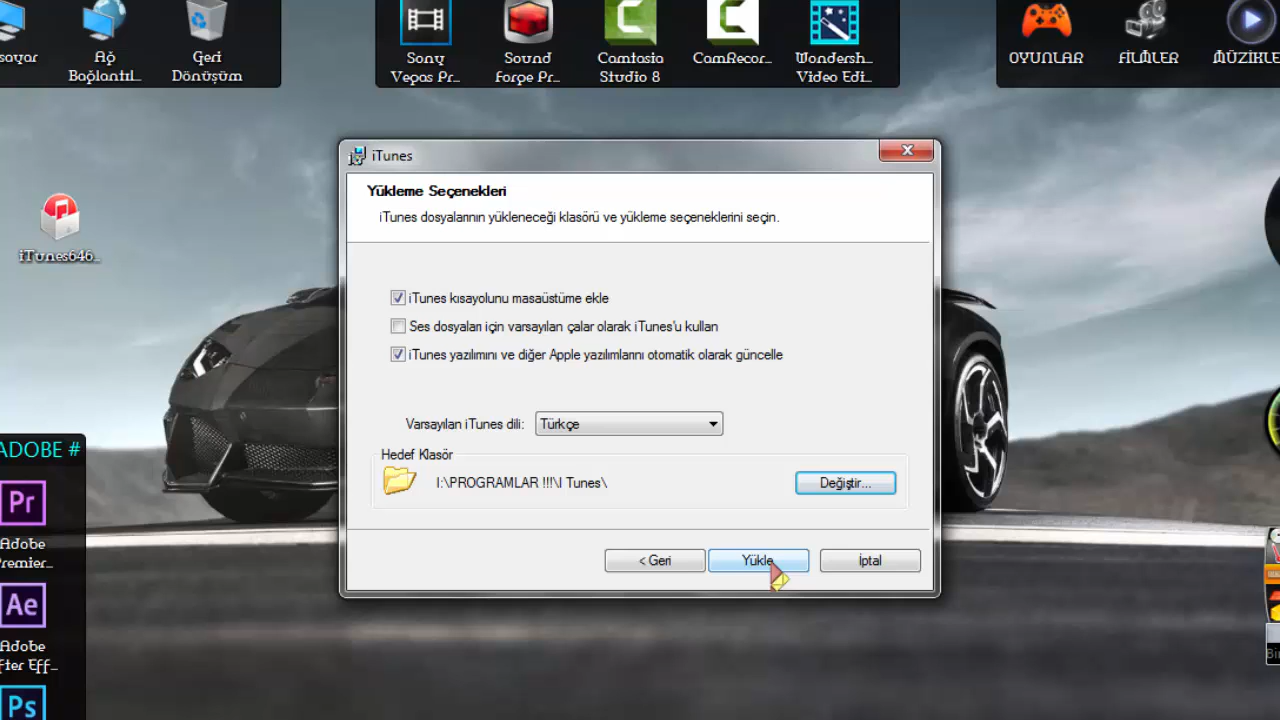 Ağ
Bağlantıl...
Geri
Dönüşüm
Sony
Vegas Pr...
Sound
Forge Pr...
Camtasia
Studio 8
CamRecor...
Wondersh...
Video Edi...
OYUNLAR
FİLMLER
MÜZİKLE
iTunes646...
iTunes
Yükleme Seçenekleri
iTunes dosyalarının yükleneceği klasörü ve yükleme seçeneklerini seçin.
iTunes kısayolunu masaüstüme ekle
Ses dosyaları için varsayılan çalar olarak iTunes'u kullan
iTunes yazılımını ve diğer Apple yazılımlarını otomatik olarak güncelle
Varsayılan iTunes dili: Türkçe
Hedef Klasör
I:\PROGRAMLAR !!!\I Tunes\
Değiştir...
< Geri
Yükle
İptal
ADOBE #
Pr
Adobe
Premier...
Ae
Adobe
fter Eff...
Ps